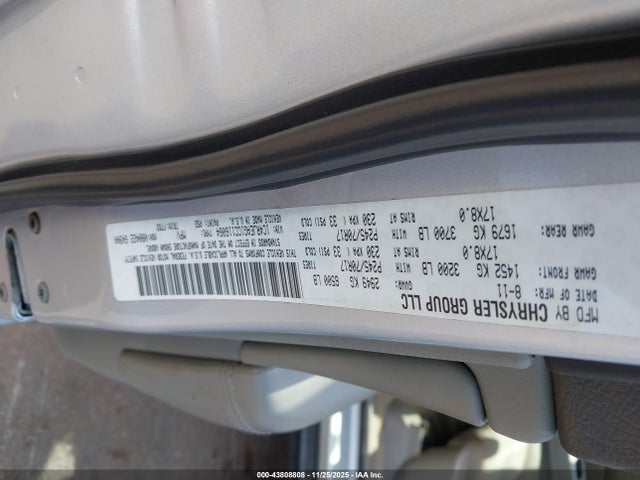 MFD BY CHRYSLER GROUP LLC
DATE OF MFR: 8-11 GVWR: 2949 KG 6500 LB
GAWR FRONT: 1452 KG 3200 LB WITH P245/70R17 TIRES
17X8.0 RIMS AT 230 KPA ( 33 PSI) COLD
GAWR REAR: 1679 KG 3700 LB WITH P245/70R17 TIRES
17X8.0 RIMS AT 230 KPA ( 33 PSI) COLD
THIS VEHICLE CONFORMS TO ALL APPLICABLE U.S.A. FEDERAL MOTOR VEHICLE SAFETY
STANDARDS IN EFFECT ON THE DATE OF MANUFACTURE SHOWN ABOVE.
TYPE: MPV
VEHICLE MADE IN U.S.A. PAINT:
TRIM:
000-43808808 - 11/25/2025 - IAA Inc.